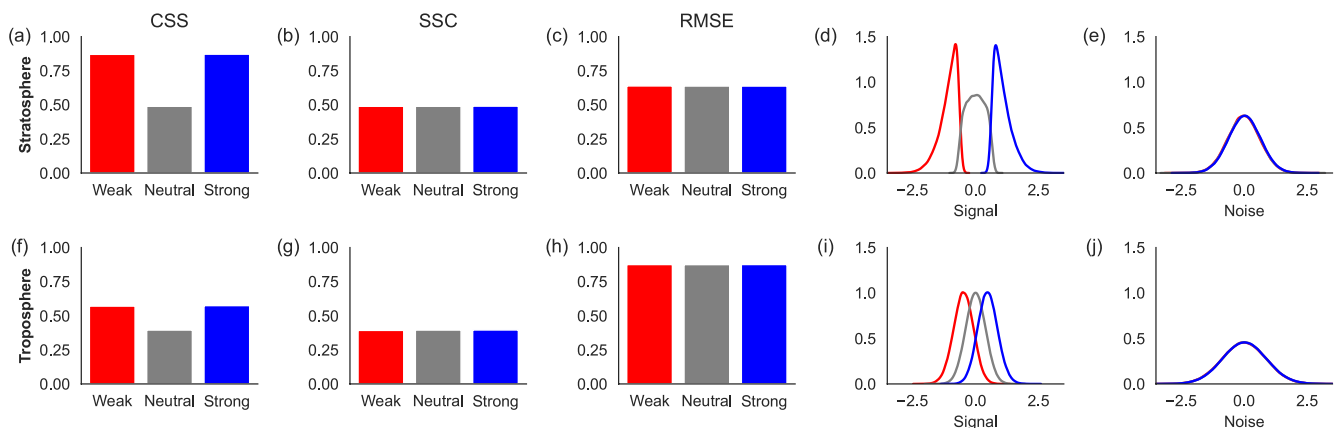 CSS SSC RMSE
(a) (b) (c) (d) (e)
Stratosphere
1.00 1.00 1.00 1.5 1.5
0.75 0.75 0.75 1.0 1.0
0.50 0.50 0.50 0.5 0.5
0.25 0.25 0.25
0.00 0.00 0.00 0.0 0.0
Weak Neutral Strong Weak Neutral Strong Weak Neutral Strong −2.5 0.0 2.5 −2.5 0.0 2.5
Signal Noise
(f) (g) (h) (i) (j)
Troposphere
1.00 1.00 1.00 1.5 1.5
0.75 0.75 0.75 1.0 1.0
0.50 0.50 0.50 0.5 0.5
0.25 0.25 0.25
0.00 0.00 0.00 0.0 0.0
Weak Neutral Strong Weak Neutral Strong Weak Neutral Strong −2.5 0.0 2.5 −2.5 0.0 2.5
Signal Noise